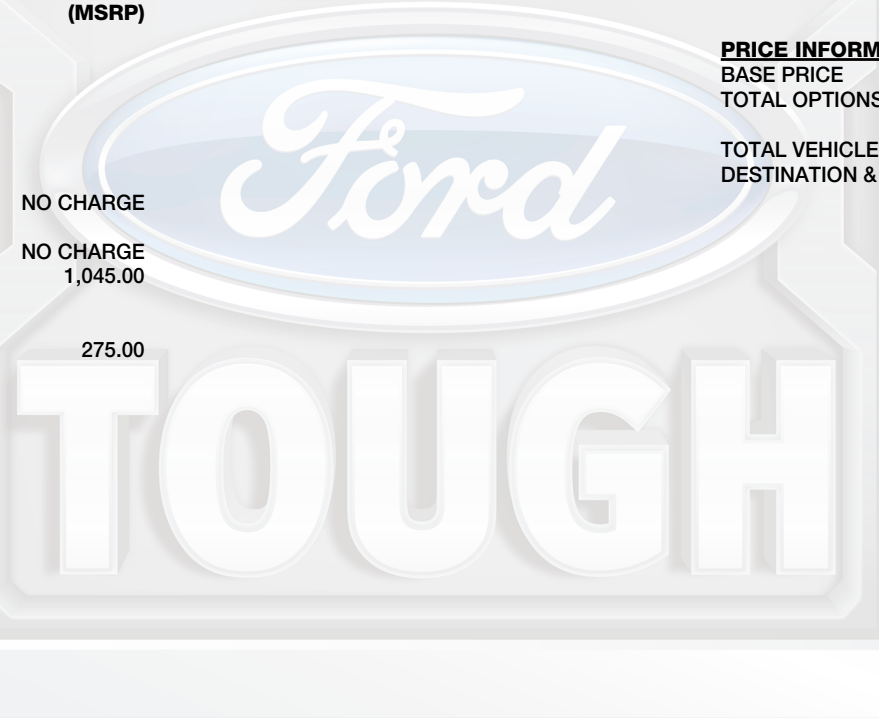 (MSRP)
NO CHARGE
NO CHARGE
1,045.00
275.00
PRICE INFORM
BASE PRICE
TOTAL OPTIONS
TOTAL VEHICLE
DESTINATION &
Ford
TOUGH